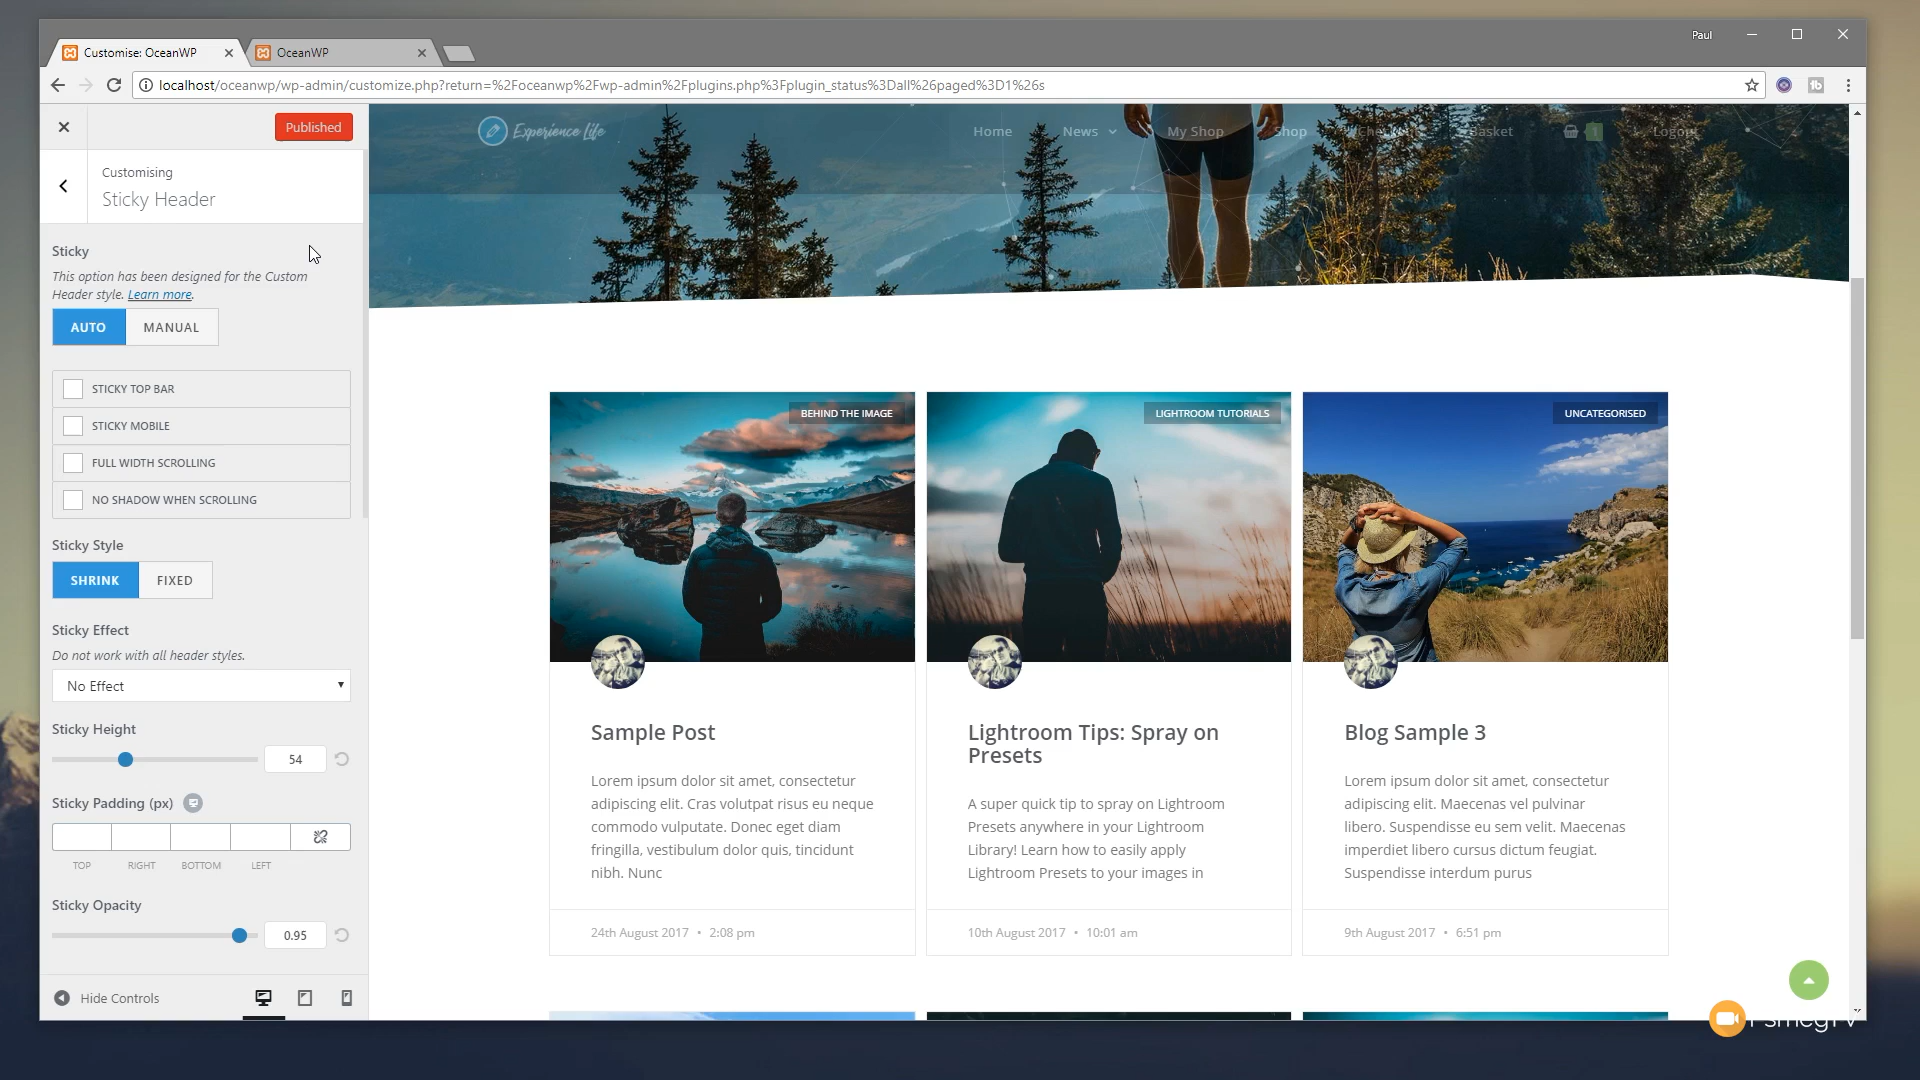 Paul
Customise: OceanWP
OceanWP
localhost/oceanwp/wp-admin/customize.php?return=%2Foceanwp%2Fwp-admin%2Fplugins.php%3Fplugin_status%3Dall%26paged%3D1%26s
Published
Customising
Sticky Header
Sticky
This option has been designed for the Custom
Header style. Learn more.
AUTO MANUAL
STICKY TOP BAR
STICKY MOBILE
FULL WIDTH SCROLLING
NO SHADOW WHEN SCROLLING
Sticky Style
SHRINK FIXED
Sticky Effect
Do not work with all header styles.
No Effect
Sticky Height
54
Sticky Padding (px)
TOP RIGHT BOTTOM LEFT
Sticky Opacity
0.95
Hide Controls
Experience Life
Home News My Shop Shop Basket 1 Logout
BEHIND THE IMAGE
Sample Post
Lorem ipsum dolor sit amet, consectetur
adipiscing elit. Cras volutpat risus eu neque
commodo vulputate. Donec eget diam
fringilla, vestibulum dolor quis, tincidunt
nibh. Nunc
24th August 2017 • 2:08 pm
LIGHTROOM TUTORIALS
Lightroom Tips: Spray on
Presets
A super quick tip to spray on Lightroom
Presets anywhere in your Lightroom
Library! Learn how to easily apply
Lightroom Presets to your images in
10th August 2017 • 10:01 am
UNCATEGORISED
Blog Sample 3
Lorem ipsum dolor sit amet, consectetur
adipiscing elit. Maecenas vel pulvinar
libero. Suspendisse eu sem velit. Maecenas
imperdiet libero cursus dictum feugiat.
Suspendisse interdum purus
9th August 2017 • 6:51 pm